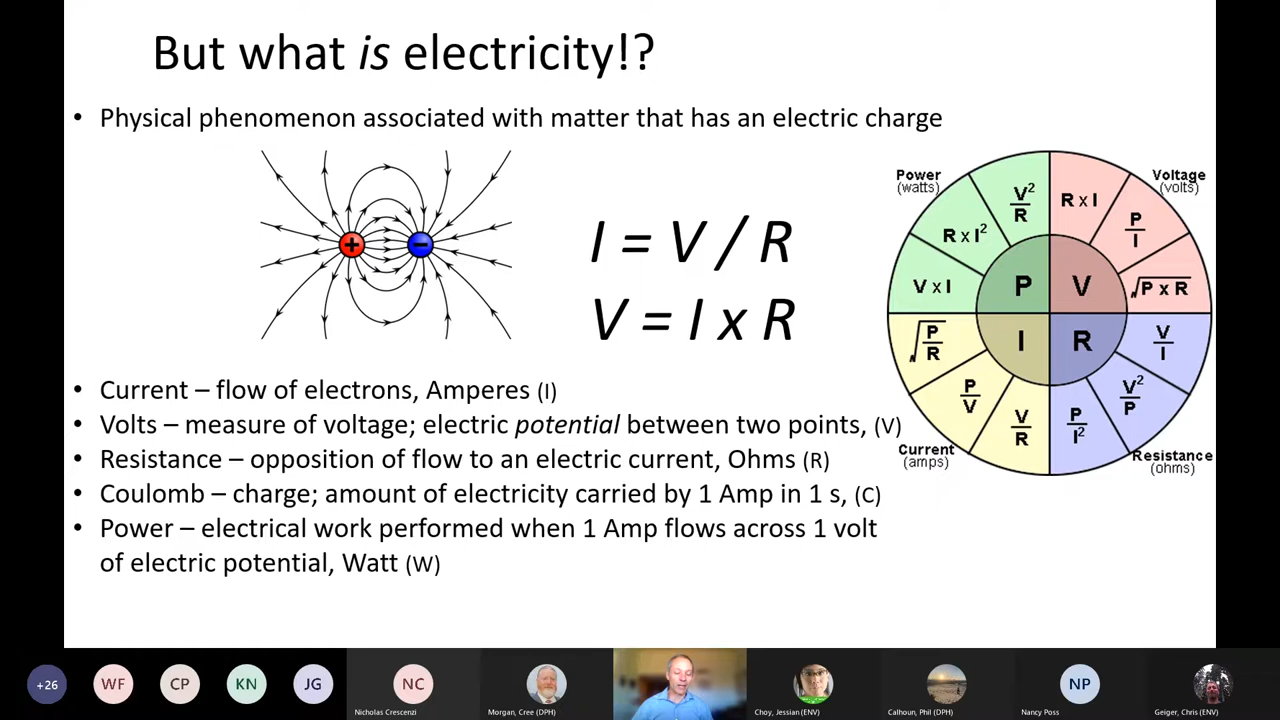 But what is electricity!?
• Physical phenomenon associated with matter that has an electric charge
+ −
I = V / R
V = I x R
Power
(watts)
Voltage
(volts)
V²/R
R x I
R x I²
P/I
V x I
√P x R
P
V
I
R
√P/R
V/I
P/V
V²/P
V/R
P/I²
Current
(amps)
Resistance
(ohms)
• Current – flow of electrons, Amperes (I)
• Volts – measure of voltage; electric potential between two points, (V)
• Resistance – opposition of flow to an electric current, Ohms (R)
• Coulomb – charge; amount of electricity carried by 1 Amp in 1 s, (C)
• Power – electrical work performed when 1 Amp flows across 1 volt
of electric potential, Watt (W)
+26
WF
CP
KN
JG
NC
Nicholas Crescenzi
Morgan, Cree (DPH)
Choy, Jessian (ENV)
Calhoun, Phil (DPH)
NP
Nancy Poss
Geiger, Chris (ENV)